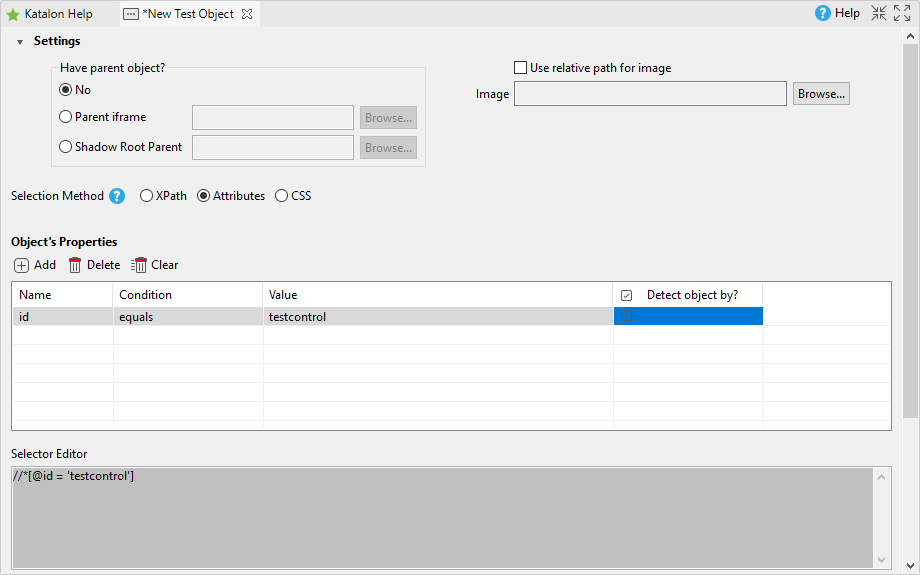 Katalon Help
*New Test Object
Help
Settings
Have parent object?
No
Parent iframe
Browse...
Shadow Root Parent
Browse...
Use relative path for image
Image
Browse...
Selection Method
XPath
Attributes
CSS
Object's Properties
Add
Delete
Clear
Name
Condition
Value
Detect object by?
id
equals
testcontrol
Selector Editor
//*[@id = 'testcontrol']